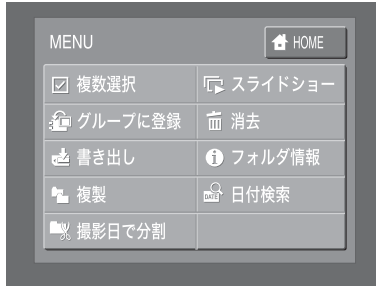 MENU
HOME
複数選択
スライドショー
グループに登録
消去
書き出し
フォルダ情報
複製
DATE 日付検索
撮影日で分割